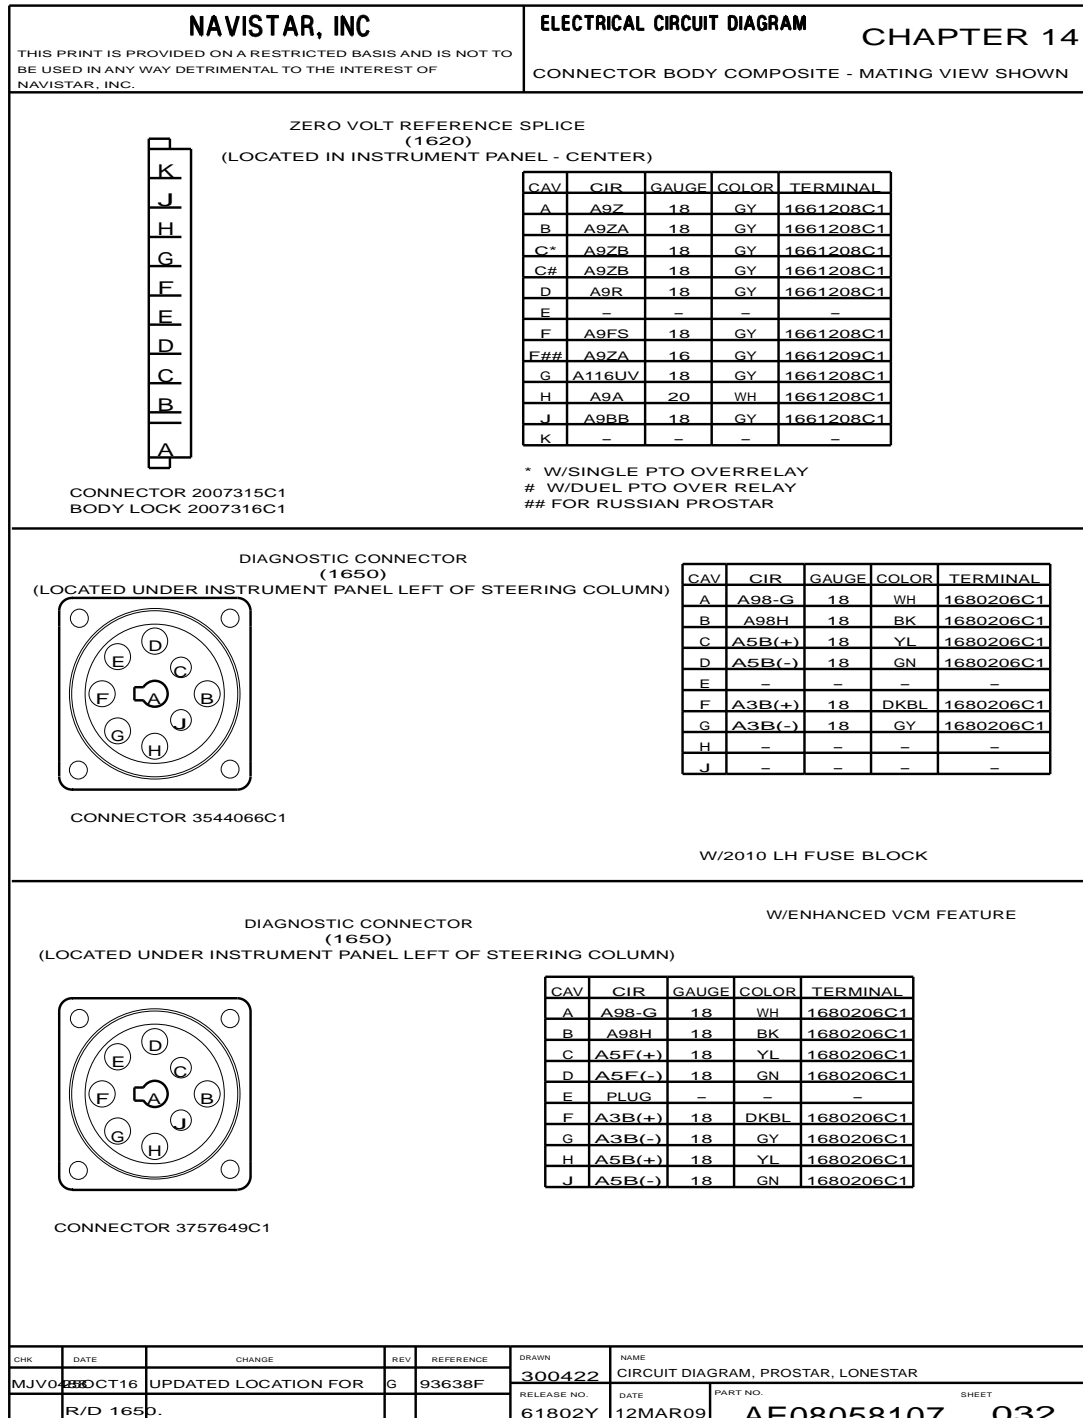 NAVISTAR, INC
THIS PRINT IS PROVIDED ON A RESTRICTED BASIS AND IS NOT TO
BE USED IN ANY WAY DETRIMENTAL TO THE INTEREST OF
NAVISTAR, INC.
ELECTRICAL CIRCUIT DIAGRAM
CHAPTER 14
CONNECTOR BODY COMPOSITE - MATING VIEW SHOWN
ZERO VOLT REFERENCE SPLICE
(1620)
(LOCATED IN INSTRUMENT PANEL - CENTER)
K
J
H
G
F
E
D
C
B
A
CONNECTOR 2007315C1
BODY LOCK 2007316C1
CAV CIR GAUGE COLOR TERMINAL
A A9Z 18 GY 1661208C1
B A9ZA 18 GY 1661208C1
C* A9ZB 18 GY 1661208C1
C# A9ZB 18 GY 1661208C1
D A9R 18 GY 1661208C1
E – – – –
F A9FS 18 GY 1661208C1
F## A9ZA 16 GY 1661209C1
G A116UV 18 GY 1661208C1
H A9A 20 WH 1661208C1
J A9BB 18 GY 1661208C1
K – – – –
* W/SINGLE PTO OVERRELAY
# W/DUEL PTO OVER RELAY
## FOR RUSSIAN PROSTAR
DIAGNOSTIC CONNECTOR
(1650)
(LOCATED UNDER INSTRUMENT PANEL LEFT OF STEERING COLUMN)
D
E C
F A B
G J
H
CONNECTOR 3544066C1
CAV CIR GAUGE COLOR TERMINAL
A A98-G 18 WH 1680206C1
B A98H 18 BK 1680206C1
C A5B(+) 18 YL 1680206C1
D A5B(-) 18 GN 1680206C1
E – – – –
F A3B(+) 18 DKBL 1680206C1
G A3B(-) 18 GY 1680206C1
H – – – –
J – – – –
W/2010 LH FUSE BLOCK
DIAGNOSTIC CONNECTOR
(1650)
(LOCATED UNDER INSTRUMENT PANEL LEFT OF STEERING COLUMN)
W/ENHANCED VCM FEATURE
D
E C
F A B
G J
H
CONNECTOR 3757649C1
CAV CIR GAUGE COLOR TERMINAL
A A98-G 18 WH 1680206C1
B A98H 18 BK 1680206C1
C A5F(+) 18 YL 1680206C1
D A5F(-) 18 GN 1680206C1
E PLUG – – –
F A3B(+) 18 DKBL 1680206C1
G A3B(-) 18 GY 1680206C1
H A5B(+) 18 YL 1680206C1
J A5B(-) 18 GN 1680206C1
CHK DATE CHANGE REV REFERENCE
UPDATED LOCATION FOR G 93638F
R/D 1650.
DRAWN
300422
NAME
CIRCUIT DIAGRAM, PROSTAR, LONESTAR
RELEASE NO.
61802Y
DATE
12MAR09
PART NO.
AE08058107
SHEET
032